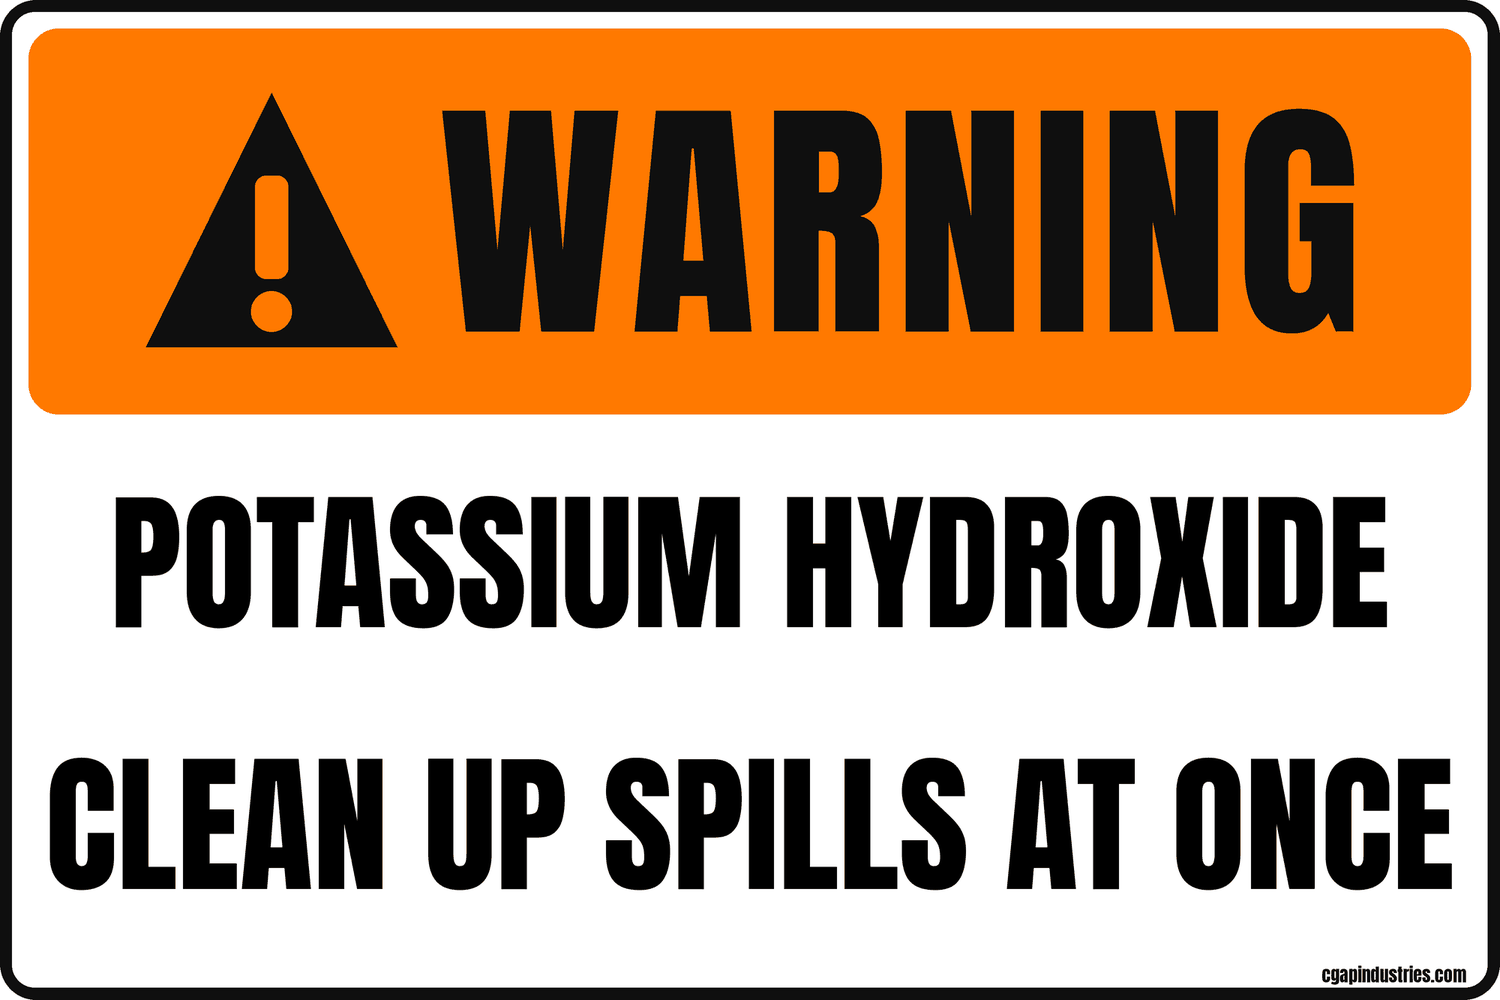 WARNING
POTASSIUM HYDROXIDE
CLEAN UP SPILLS AT ONCE
cgapindustries.com